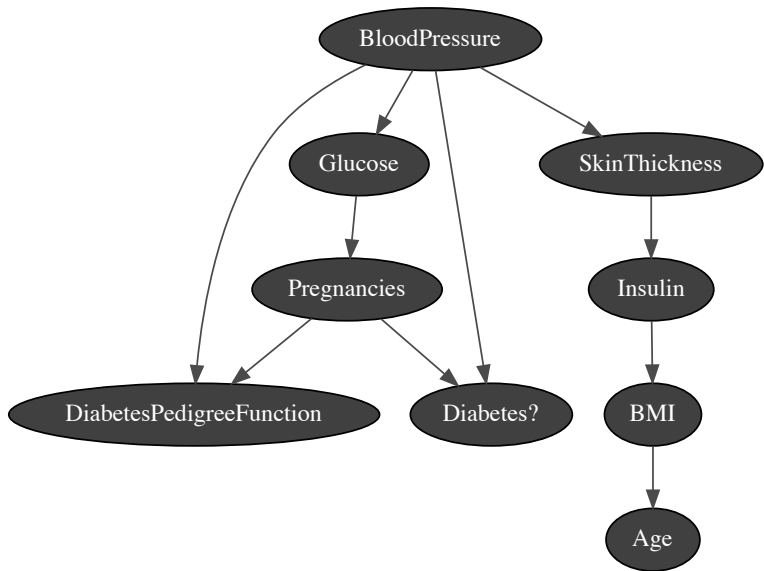 BloodPressure
Glucose
SkinThickness
Pregnancies
Insulin
DiabetesPedigreeFunction
Diabetes?
BMI
Age